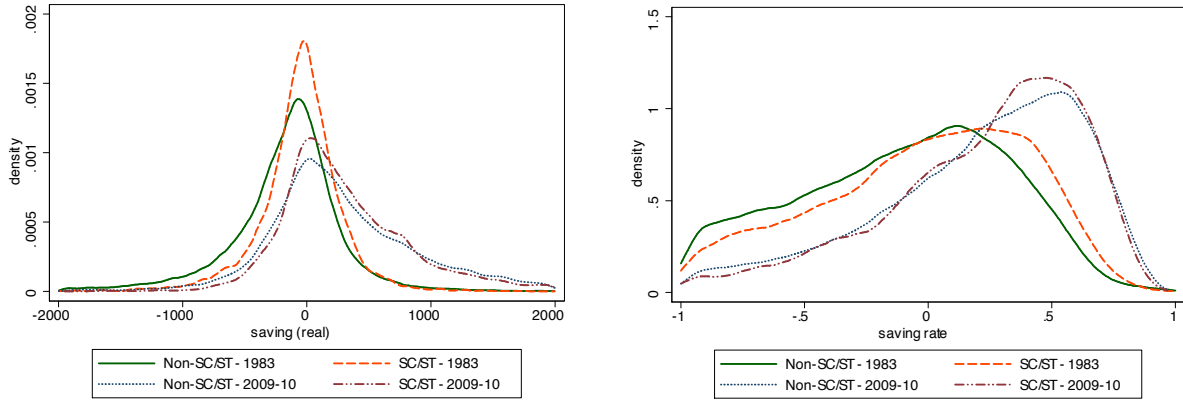 .002
.0015
.001
.0005
0
density
-2000
-1000
0
1000
2000
saving (real)
Non-SC/ST - 1983
SC/ST - 1983
Non-SC/ST - 2009-10
SC/ST - 2009-10
1.5
1
.5
0
density
-1
-.5
0
.5
1
saving rate
Non-SC/ST - 1983
SC/ST - 1983
Non-SC/ST - 2009-10
SC/ST - 2009-10